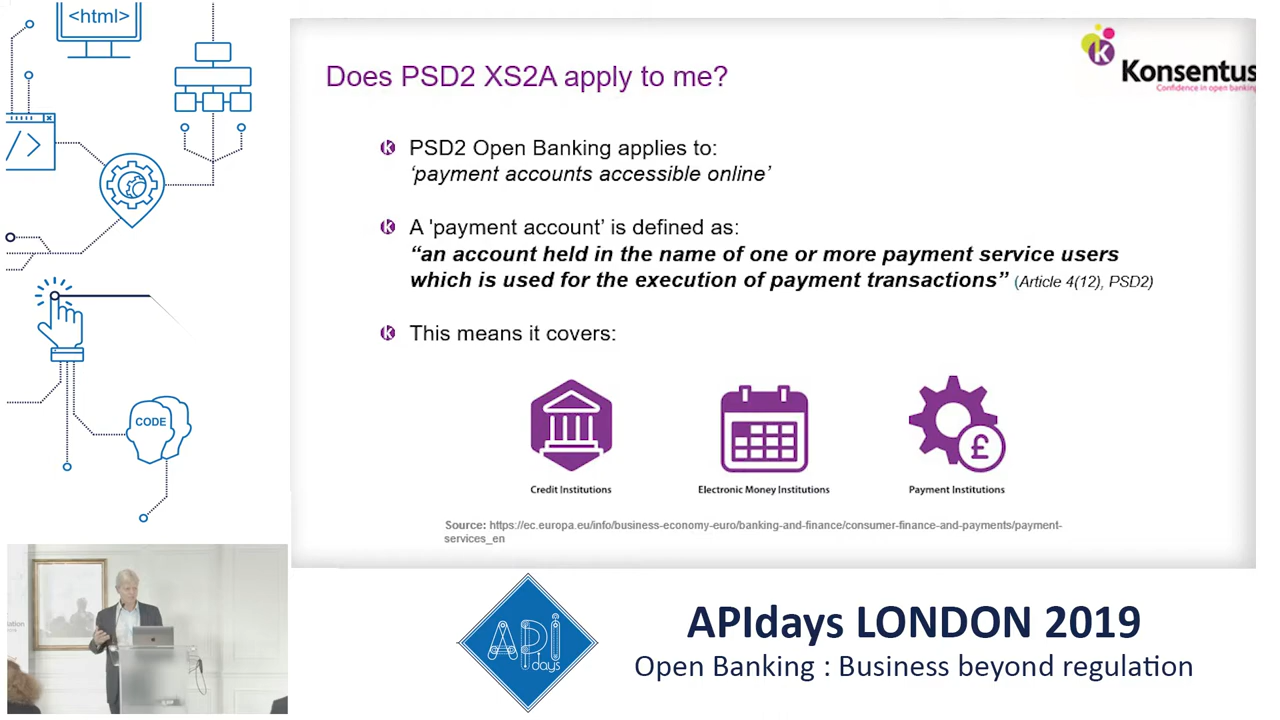 <html>
Konsentus
Confidence in open banking
Does PSD2 XS2A apply to me?
PSD2 Open Banking applies to:
‘payment accounts accessible online’
A 'payment account’ is defined as:
“an account held in the name of one or more payment service users
which is used for the execution of payment transactions” (Article 4(12), PSD2)
This means it covers:
</>
CODE
£
Credit Institutions
Electronic Money Institutions
Payment Institutions
Source: https://ec.europa.eu/info/business-economy-euro/banking-and-finance/consumer-finance-and-payments/payment-
services_en
API
days
APIdays LONDON 2019
Open Banking : Business beyond regulation